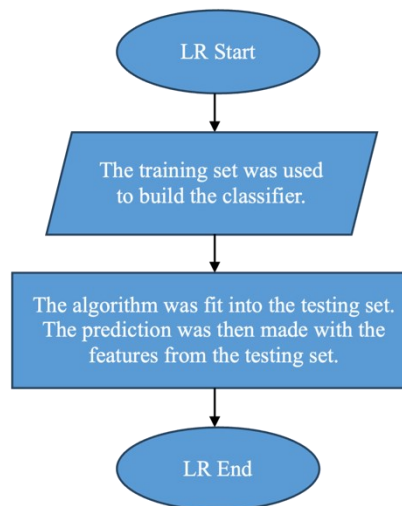 LR Start
The training set was used
to build the classifier.
The algorithm was fit into the testing set.
The prediction was then made with the
features from the testing set.
LR End